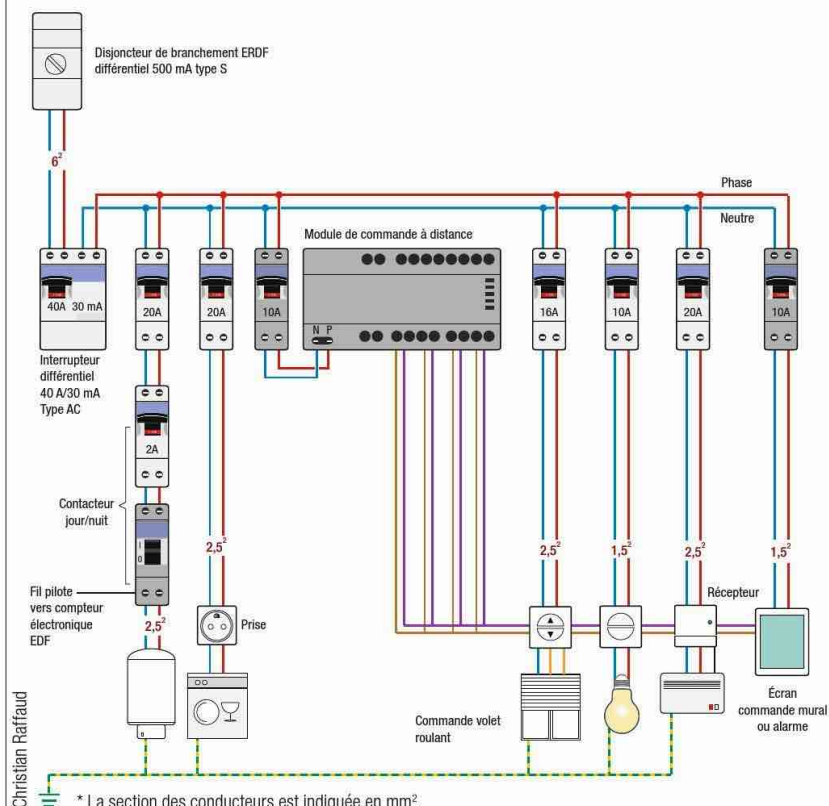 Disjoncteur de branchement ERDF
différentiel 500 mA type S
6²
Phase
Neutre
Module de commande à distance
40A 30 mA
20A
20A
10A
N P
16A
10A
20A
10A
Interrupteur
différentiel
40 A/30 mA
Type AC
2A
Contacteur
jour/nuit
I
0
Fil pilote
vers compteur
électronique
EDF
2,5²
2,5²
2,5²
1,5²
2,5²
1,5²
Prise
Récepteur
Commande volet
roulant
Écran
commande mural
ou alarme
Christian Raffaud
* La section des conducteurs est indiquée en mm²